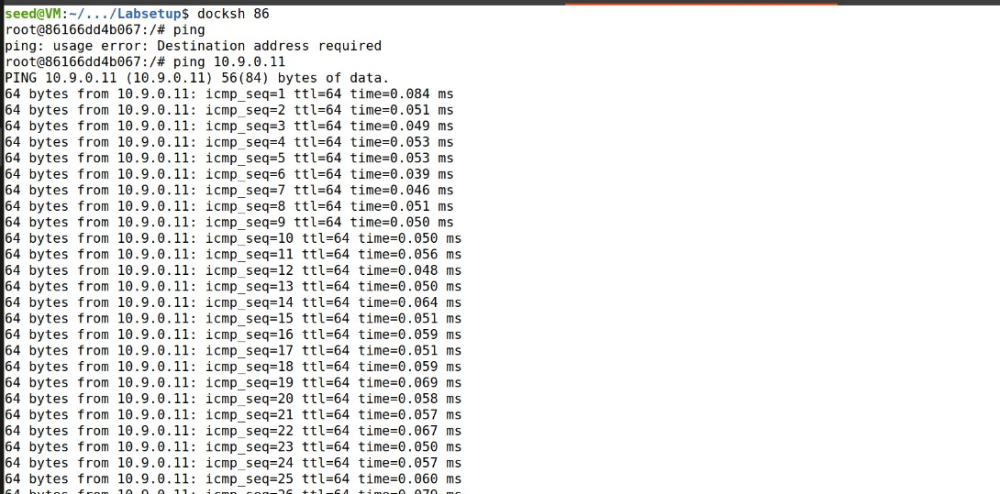 seed@VM:~/.../Labsetup$ docksh 86
root@86166dd4b067:/# ping
ping: usage error: Destination address required
root@86166dd4b067:/# ping 10.9.0.11
PING 10.9.0.11 (10.9.0.11) 56(84) bytes of data.
64 bytes from 10.9.0.11: icmp_seq=1 ttl=64 time=0.084 ms
64 bytes from 10.9.0.11: icmp_seq=2 ttl=64 time=0.051 ms
64 bytes from 10.9.0.11: icmp_seq=3 ttl=64 time=0.049 ms
64 bytes from 10.9.0.11: icmp_seq=4 ttl=64 time=0.053 ms
64 bytes from 10.9.0.11: icmp_seq=5 ttl=64 time=0.053 ms
64 bytes from 10.9.0.11: icmp_seq=6 ttl=64 time=0.039 ms
64 bytes from 10.9.0.11: icmp_seq=7 ttl=64 time=0.046 ms
64 bytes from 10.9.0.11: icmp_seq=8 ttl=64 time=0.051 ms
64 bytes from 10.9.0.11: icmp_seq=9 ttl=64 time=0.050 ms
64 bytes from 10.9.0.11: icmp_seq=10 ttl=64 time=0.050 ms
64 bytes from 10.9.0.11: icmp_seq=11 ttl=64 time=0.056 ms
64 bytes from 10.9.0.11: icmp_seq=12 ttl=64 time=0.048 ms
64 bytes from 10.9.0.11: icmp_seq=13 ttl=64 time=0.050 ms
64 bytes from 10.9.0.11: icmp_seq=14 ttl=64 time=0.064 ms
64 bytes from 10.9.0.11: icmp_seq=15 ttl=64 time=0.051 ms
64 bytes from 10.9.0.11: icmp_seq=16 ttl=64 time=0.059 ms
64 bytes from 10.9.0.11: icmp_seq=17 ttl=64 time=0.051 ms
64 bytes from 10.9.0.11: icmp_seq=18 ttl=64 time=0.059 ms
64 bytes from 10.9.0.11: icmp_seq=19 ttl=64 time=0.069 ms
64 bytes from 10.9.0.11: icmp_seq=20 ttl=64 time=0.058 ms
64 bytes from 10.9.0.11: icmp_seq=21 ttl=64 time=0.057 ms
64 bytes from 10.9.0.11: icmp_seq=22 ttl=64 time=0.067 ms
64 bytes from 10.9.0.11: icmp_seq=23 ttl=64 time=0.050 ms
64 bytes from 10.9.0.11: icmp_seq=24 ttl=64 time=0.057 ms
64 bytes from 10.9.0.11: icmp_seq=25 ttl=64 time=0.060 ms
64 bytes from 10.9.0.11: icmp_seq=26 ttl=64 time=0.079 ms